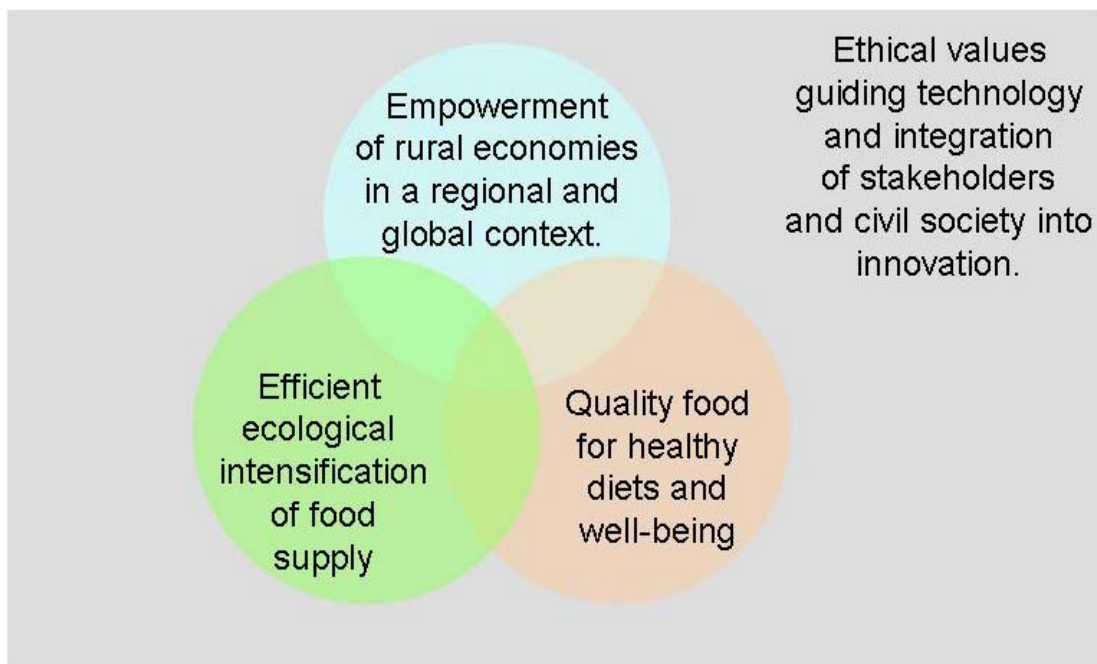 Empowerment
of rural economies
in a regional and
global context.
Ethical values
guiding technology
and integration
of stakeholders
and civil society into
innovation.
Efficient
ecological
intensification
of food
supply
Quality food
for healthy
diets and
well-being